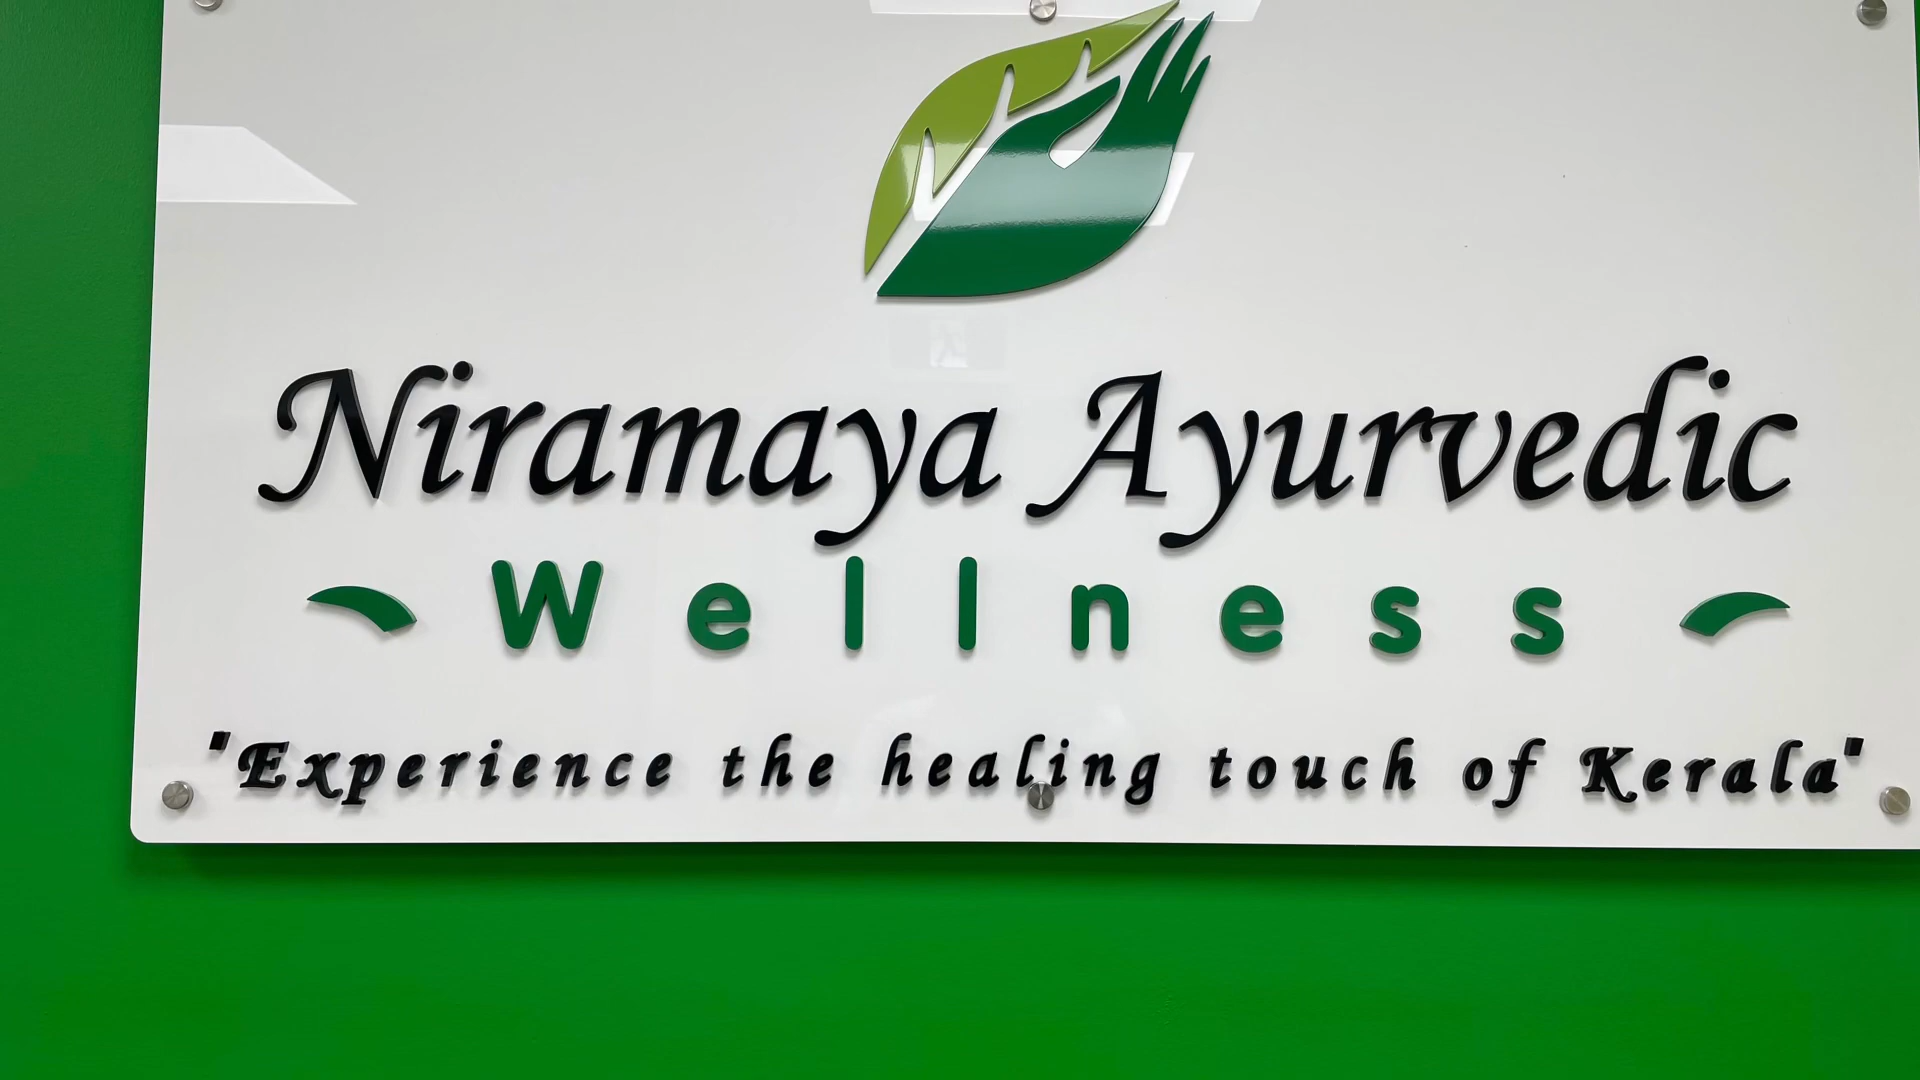 Niramaya Ayurvedic
Wellness
"Experience the healing touch of Kerala"